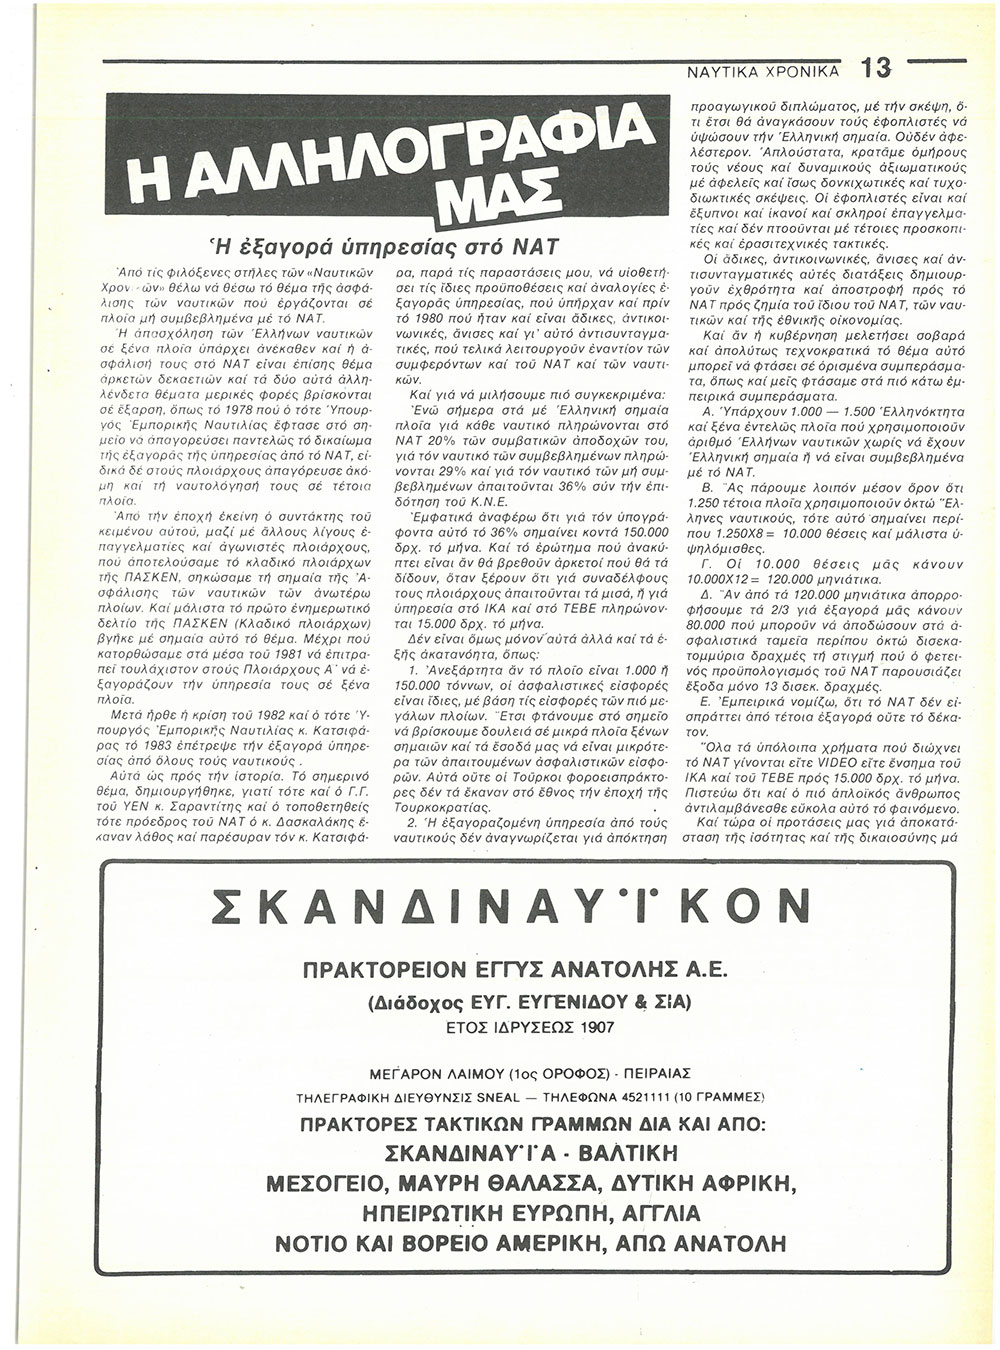 ΝΑΥΤΙΚΑ ΧΡΟΝΙΚΑ 13
Η ΑΛΛΗΛΟΓΡΑΦΙΑ
ΜΑΣ
Ἡ ἐξαγορά ὑπηρεσίας στό ΝΑΤ
Ἀπό τίς φιλόξενες στῆλες τῶν «Ναυτικῶν
Χρον·ῶν» θέλω νά θέσω τό θέμα τῆς ἀσφά-
λισης τῶν ναυτικῶν πού ἐργάζονται σέ
πλοῖα μή συμβεβλημένα μέ τό ΝΑΤ.
Ἡ ἀπασχόληση τῶν Ἑλλήνων ναυτικῶν
σέ ξένα πλοῖα ὑπάρχει ἀνεκαθεν καί ἡ ἀ-
σφάλισή τους στό ΝΑΤ εἶναι ἐπίσης θέμα
ἀρκετῶν δεκαετιῶν καί τά δύο αὐτά ἀλλη-
λένδετα θέματα μερικές φορές βρίσκονται
σέ ἔξαρση, ὅπως τό 1978 πού ὁ τότε Ὑπουρ-
γός Ἐμπορικῆς Ναυτιλίας ἔφτασε στό ση-
μεῖο νά ἀπαγορεύσει παντελῶς τό δικαίωμα
τῆς ἐξαγορᾶς τῆς ὑπηρεσίας ἀπό τό ΝΑΤ, εἰ-
δικά δέ στούς πλοιάρχους ἀπαγόρευσε ἀκό-
μη καί τή ναυτολόγησή τους σέ τέτοια
πλοῖα.
Ἀπό τήν ἐποχή ἐκείνη ὁ συντάκτης τοῦ
κειμένου αὐτοῦ, μαζί μέ ἄλλους λίγους ἐ-
παγγελματίες καί ἀγωνιστές πλοιάρχους,
πού ἀποτελούσαμε τό κλαδικό πλοιάρχων
τῆς ΠΑΣΚΕΝ, σηκώσαμε τή σημαία τῆς Ἀ-
σφάλισης τῶν ναυτικῶν τῶν ἀνωτέρω
πλοίων. Καί μάλιστα τό πρῶτο ἐνημερωτικό
δελτίο τῆς ΠΑΣΚΕΝ (Κλαδικό πλοιάρχων)
βγῆκε μέ σημαία αὐτό τό θέμα. Μέχρι πού
κατορθώσαμε στά μέσα τοῦ 1981 νά ἐπιτρα-
πεῖ τουλάχιστον στούς Πλοιάρχους Α΄ νά ἐ-
ξαγοράζουν τήν ὑπηρεσία τους σέ ξένα
πλοῖα.
Μετά ἦρθε ἡ κρίση τοῦ 1982 καί ὁ τότε Ὑ-
πουργός Ἐμπορικῆς Ναυτιλίας κ. Κατσιφά-
ρας τό 1983 ἐπέτρεψε τήν ἐξαγορά ὑπηρε-
σίας ἀπό ὅλους τούς ναυτικούς .
Αὐτά ὡς πρός τήν ἱστορία. Τό σημερινό
θέμα, δημιουργήθηκε, γιατί τότε καί ὁ Γ.Γ.
τοῦ ΥΕΝ κ. Σαραντίτης καί ὁ τοποθετηθείς
τότε πρόεδρος τοῦ ΝΑΤ ὁ κ. Δασκαλάκης ἔ-
καναν λάθος καί παρέσυραν τόν κ. Κατσιφά-
ρα, παρά τίς παραστάσεις μου, νά υἱοθετή-
σει τίς ἴδιες προϋποθέσεις καί ἀναλογίες ἐ-
ξαγορᾶς ὑπηρεσίας, πού ὑπῆρχαν καί πρίν
τό 1980 πού ἦταν καί εἶναι ἄδικες, ἀντικοι-
νωνικές, ἄνισες καί γι' αὐτό ἀντισυνταγμα-
τικές, πού τελικά λειτουργοῦν ἐναντίον τῶν
συμφερόντων καί τοῦ ΝΑΤ καί τῶν ναυτι-
κῶν.
Καί γιά νά μιλήσουμε πιό συγκεκριμένα:
Ἐνῶ σήμερα στά μέ Ἑλληνική σημαία
πλοῖα γιά κάθε ναυτικό πληρώνονται στό
ΝΑΤ 20% τῶν συμβατικῶν ἀποδοχῶν του,
γιά τόν ναυτικό τῶν συμβεβλημένων πληρώ-
νονται 29% καί γιά τόν ναυτικό τῶν μή συμ-
βεβλημένων ἀπαιτοῦνται 36% σύν τήν ἐπι-
δότηση τοῦ Κ.Ν.Ε.
Ἐμφατικά ἀναφέρω ὅτι γιά τόν ὑπογρά-
φοντα αὐτό τό 36% σημαίνει κοντά 150.000
δρχ. τό μήνα. Καί τό ἐρώτημα πού ἀνακύ-
πτει εἶναι ἄν θά βρεθοῦν ἀρκετοί πού θά τά
δίδουν, ὅταν ξέρουν ὅτι γιά συναδέλφους
τους πλοιάρχους ἀπαιτοῦνται τά μισά, ἤ γιά
ὑπηρεσία στό ΙΚΑ καί στό ΤΕΒΕ πληρώνον-
ται 15.000 δρχ. τό μήνα.
Δέν εἶναι ὅμως μόνον αὐτά ἀλλά καί τά ἑ-
ξῆς ἀκατανόητα, ὅπως:
1. Ἀνεξάρτητα ἄν τό πλοῖο εἶναι 1.000 ἤ
150.000 τόννων, οἱ ἀσφαλιστικές εἰσφορές
εἶναι ἴδιες, μέ βάση τίς εἰσφορές τῶν πιό με-
γάλων πλοίων. Ἔτσι φτάνουμε στό σημεῖο
νά βρίσκουμε δουλειά σέ μικρά πλοῖα ξένων
σημαιῶν καί τά ἔσοδά μας νά εἶναι μικρότε-
ρα τῶν ἀπαιτουμένων ἀσφαλιστικῶν εἰσφο-
ρῶν. Αὐτά οὔτε οἱ Τοῦρκοι φοροεισπράκτο-
ρες δέν τά ἔκαναν στό ἔθνος τήν ἐποχή τῆς
Τουρκοκρατίας.
2. Ἡ ἐξαγοραζομένη ὑπηρεσία ἀπό τούς
ναυτικούς δέν ἀναγνωρίζεται γιά ἀπόκτηση
προαγωγικοῦ διπλώματος, μέ τήν σκέψη, ὅ-
τι ἔτσι θά ἀναγκάσουν τούς ἐφοπλιστές νά
ὑψώσουν τήν Ἑλληνική σημαία. Οὐδέν ἀφε-
λέστερον. Ἁπλούστατα, κρατᾶμε ὁμήρους
τούς νέους καί δυναμικούς ἀξιωματικούς
μέ ἀφελεῖς καί ἴσως δονκιχωτικές καί τυχο-
διωκτικές σκέψεις. Οἱ ἐφοπλιστές εἶναι καί
ἔξυπνοι καί ἱκανοί καί σκληροί ἐπαγγελμα-
τίες καί δέν πτοοῦνται μέ τέτοιες προσκοπι-
κές καί ἐρασιτεχνικές τακτικές.
Οἱ ἄδικες, ἀντικοινωνικές, ἄνισες καί ἀν-
τισυνταγματικές αὐτές διατάξεις δημιουρ-
γοῦν ἐχθρότητα καί ἀποστροφή πρός τό
ΝΑΤ πρός ζημία τοῦ ἰδίου τοῦ ΝΑΤ, τῶν ναυ-
τικῶν καί τῆς ἐθνικῆς οἰκονομίας.
Καί ἄν ἡ κυβέρνηση μελετήσει σοβαρά
καί ἀπολύτως τεχνοκρατικά τό θέμα αὐτό
μπορεῖ νά φτάσει σέ ὁρισμένα συμπεράσμα-
τα, ὅπως καί μεῖς φτάσαμε στά πιό κάτω ἐμ-
πειρικά συμπεράσματα.
Α. Ὑπάρχουν 1.000 — 1.500 Ἑλληνόκτητα
καί ξένα ἐντελῶς πλοῖα πού χρησιμοποιοῦν
ἀριθμό Ἑλλήνων ναυτικῶν χωρίς νά ἔχουν
Ἑλληνική σημαία ἤ νά εἶναι συμβεβλημένα
μέ τό ΝΑΤ.
Β. Ἄς πάρουμε λοιπόν μέσον ὅρον ὅτι
1.250 τέτοια πλοῖα χρησιμοποιοῦν ὀκτώ Ἕλ-
ληνες ναυτικούς, τότε αὐτό σημαίνει περί-
που 1.250Χ8 = 10.000 θέσεις καί μάλιστα ὑ-
ψηλόμισθες.
Γ. Οἱ 10.000 θέσεις μᾶς κάνουν
10.000Χ12 = 120.000 μηνιάτικα.
Δ. Ἄν ἀπό τά 120.000 μηνιάτικα ἀπορρο-
φήσουμε τά 2/3 γιά ἐξαγορά μᾶς κάνουν
80.000 πού μποροῦν νά ἀποδώσουν στά ἀ-
σφαλιστικά ταμεῖα περίπου ὀκτώ δισεκα-
τομμύρια δραχμές τή στιγμή πού ὁ φετει-
νός προϋπολογισμός τοῦ ΝΑΤ παρουσιάζει
ἔξοδα μόνο 13 δισεκ. δραχμές.
Ε. Ἐμπειρικά νομίζω, ὅτι τό ΝΑΤ δέν εἰ-
σπράττει ἀπό τέτοια ἐξαγορά οὔτε τό δέκα-
τον.
Ὅλα τά ὑπόλοιπα χρήματα πού διώχνει
τό ΝΑΤ γίνονται εἴτε VIDEO εἴτε ἔνσημα τοῦ
ΙΚΑ καί τοῦ ΤΕΒΕ πρός 15.000 δρχ. τό μήνα.
Πιστεύω ὅτι καί ὁ πιό ἁπλοϊκός ἄνθρωπος
ἀντιλαμβάνεσθε εὔκολα αὐτό τό φαινόμενο.
Καί τώρα οἱ προτάσεις μας γιά ἀποκατά-
σταση τῆς ἰσότητας καί τῆς δικαιοσύνης μά
ΣΚΑΝΔΙΝΑΥΪΚΟΝ
ΠΡΑΚΤΟΡΕΙΟΝ ΕΓΓΥΣ ΑΝΑΤΟΛΗΣ Α.Ε.
(Διάδοχος ΕΥΓ. ΕΥΓΕΝΙΔΟΥ & ΣΙΑ)
ΕΤΟΣ ΙΔΡΥΣΕΩΣ 1907
ΜΕΓΑΡΟΝ ΛΑΙΜΟΥ (1ος ΟΡΟΦΟΣ) - ΠΕΙΡΑΙΑΣ
ΤΗΛΕΓΡΑΦΙΚΗ ΔΙΕΥΘΥΝΣΙΣ SNEAL — ΤΗΛΕΦΩΝΑ 4521111 (10 ΓΡΑΜΜΕΣ)
ΠΡΑΚΤΟΡΕΣ ΤΑΚΤΙΚΩΝ ΓΡΑΜΜΩΝ ΔΙΑ ΚΑΙ ΑΠΟ:
ΣΚΑΝΔΙΝΑΥΪΑ - ΒΑΛΤΙΚΗ
ΜΕΣΟΓΕΙΟ, ΜΑΥΡΗ ΘΑΛΑΣΣΑ, ΔΥΤΙΚΗ ΑΦΡΙΚΗ,
ΗΠΕΙΡΩΤΙΚΗ ΕΥΡΩΠΗ, ΑΓΓΛΙΑ
ΝΟΤΙΟ ΚΑΙ ΒΟΡΕΙΟ ΑΜΕΡΙΚΗ, ΑΠΩ ΑΝΑΤΟΛΗ